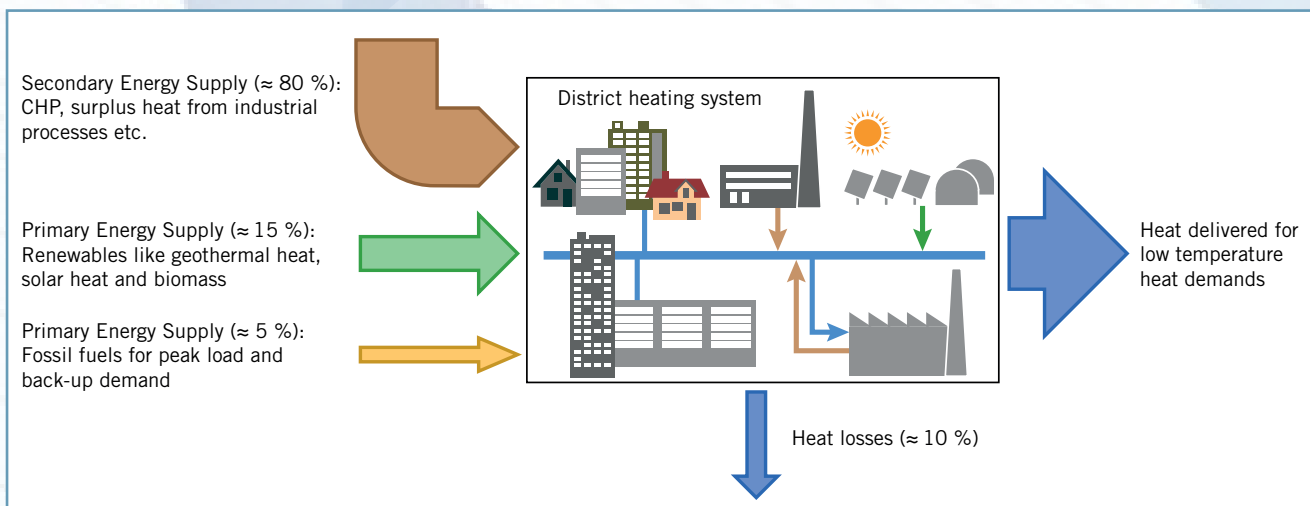 Secondary Energy Supply (≈ 80 %):
CHP, surplus heat from industrial
processes etc.
District heating system
Primary Energy Supply (≈ 15 %):
Renewables like geothermal heat,
solar heat and biomass
Heat delivered for
low temperature
heat demands
Primary Energy Supply (≈ 5 %):
Fossil fuels for peak load and
back-up demand
Heat losses (≈ 10 %)